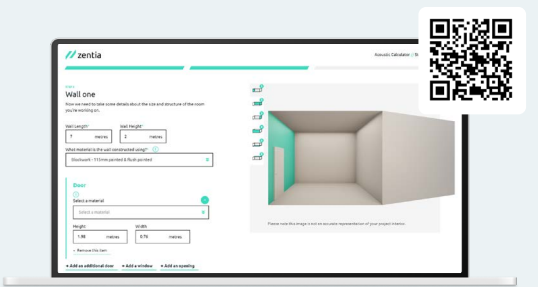 zentia
Acoustic Calculator
Wall one
Now we need to take some details about the size and structure of the room
you're working on.
Wall Length* Wall Height*
7 metres 2 metres
What material is the wall constructed using?*
Blockwork - 115mm painted & flush pointed
Door
Select a material
Select a material
Height Width
1.98 metres 0.76 metres
Remove this item
+ Add an additional door + Add a window + Add an opening
Please note this image is not an accurate representation of your project interior.